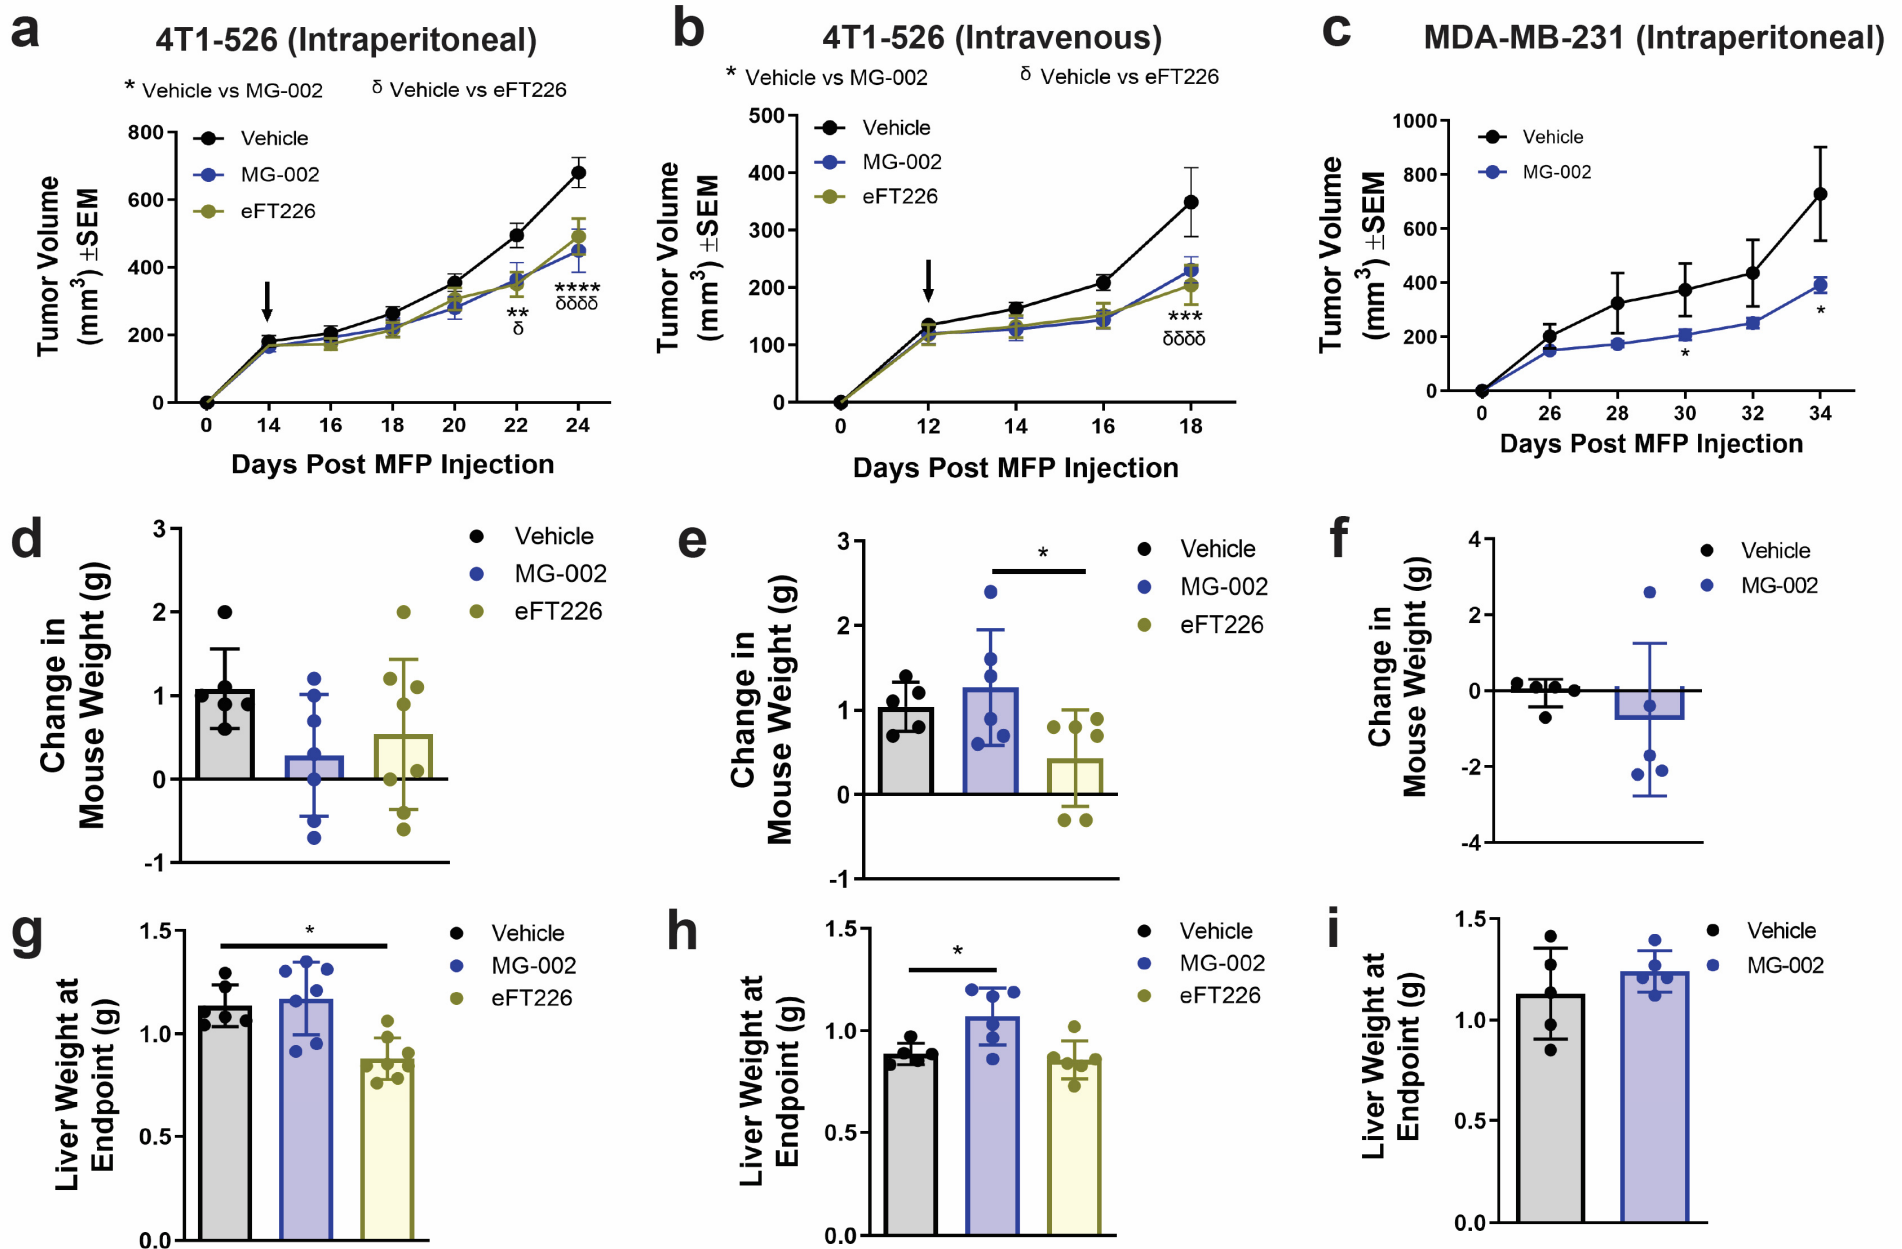 a
4T1-526 (Intraperitoneal)
* Vehicle vs MG-002
δ Vehicle vs eFT226
Vehicle
MG-002
eFT226
Tumor Volume
(mm³) ±SEM
800
600
400
200
0
**
δ
****
δδδδ
0 14 16 18 20 22 24
Days Post MFP Injection
b
4T1-526 (Intravenous)
* Vehicle vs MG-002
δ Vehicle vs eFT226
Vehicle
MG-002
eFT226
Tumor Volume
(mm³) ±SEM
500
400
300
200
100
0
***
δδδδ
0 12 14 16 18
Days Post MFP Injection
c
MDA-MB-231 (Intraperitoneal)
Vehicle
MG-002
Tumor Volume
(mm³) ±SEM
1000
800
600
400
200
0
*
*
0 26 28 30 32 34
Days Post MFP Injection
d
Change in
Mouse Weight (g)
3
2
1
0
-1
Vehicle
MG-002
eFT226
e
Change in
Mouse Weight (g)
3
2
1
0
-1
*
Vehicle
MG-002
eFT226
f
Change in
Mouse Weight (g)
4
2
0
-2
-4
Vehicle
MG-002
g
Liver Weight at
Endpoint (g)
1.5
1.0
0.5
0.0
*
Vehicle
MG-002
eFT226
h
Liver Weight at
Endpoint (g)
1.5
1.0
0.5
0.0
*
Vehicle
MG-002
eFT226
i
Liver Weight at
Endpoint (g)
1.5
1.0
0.5
0.0
Vehicle
MG-002